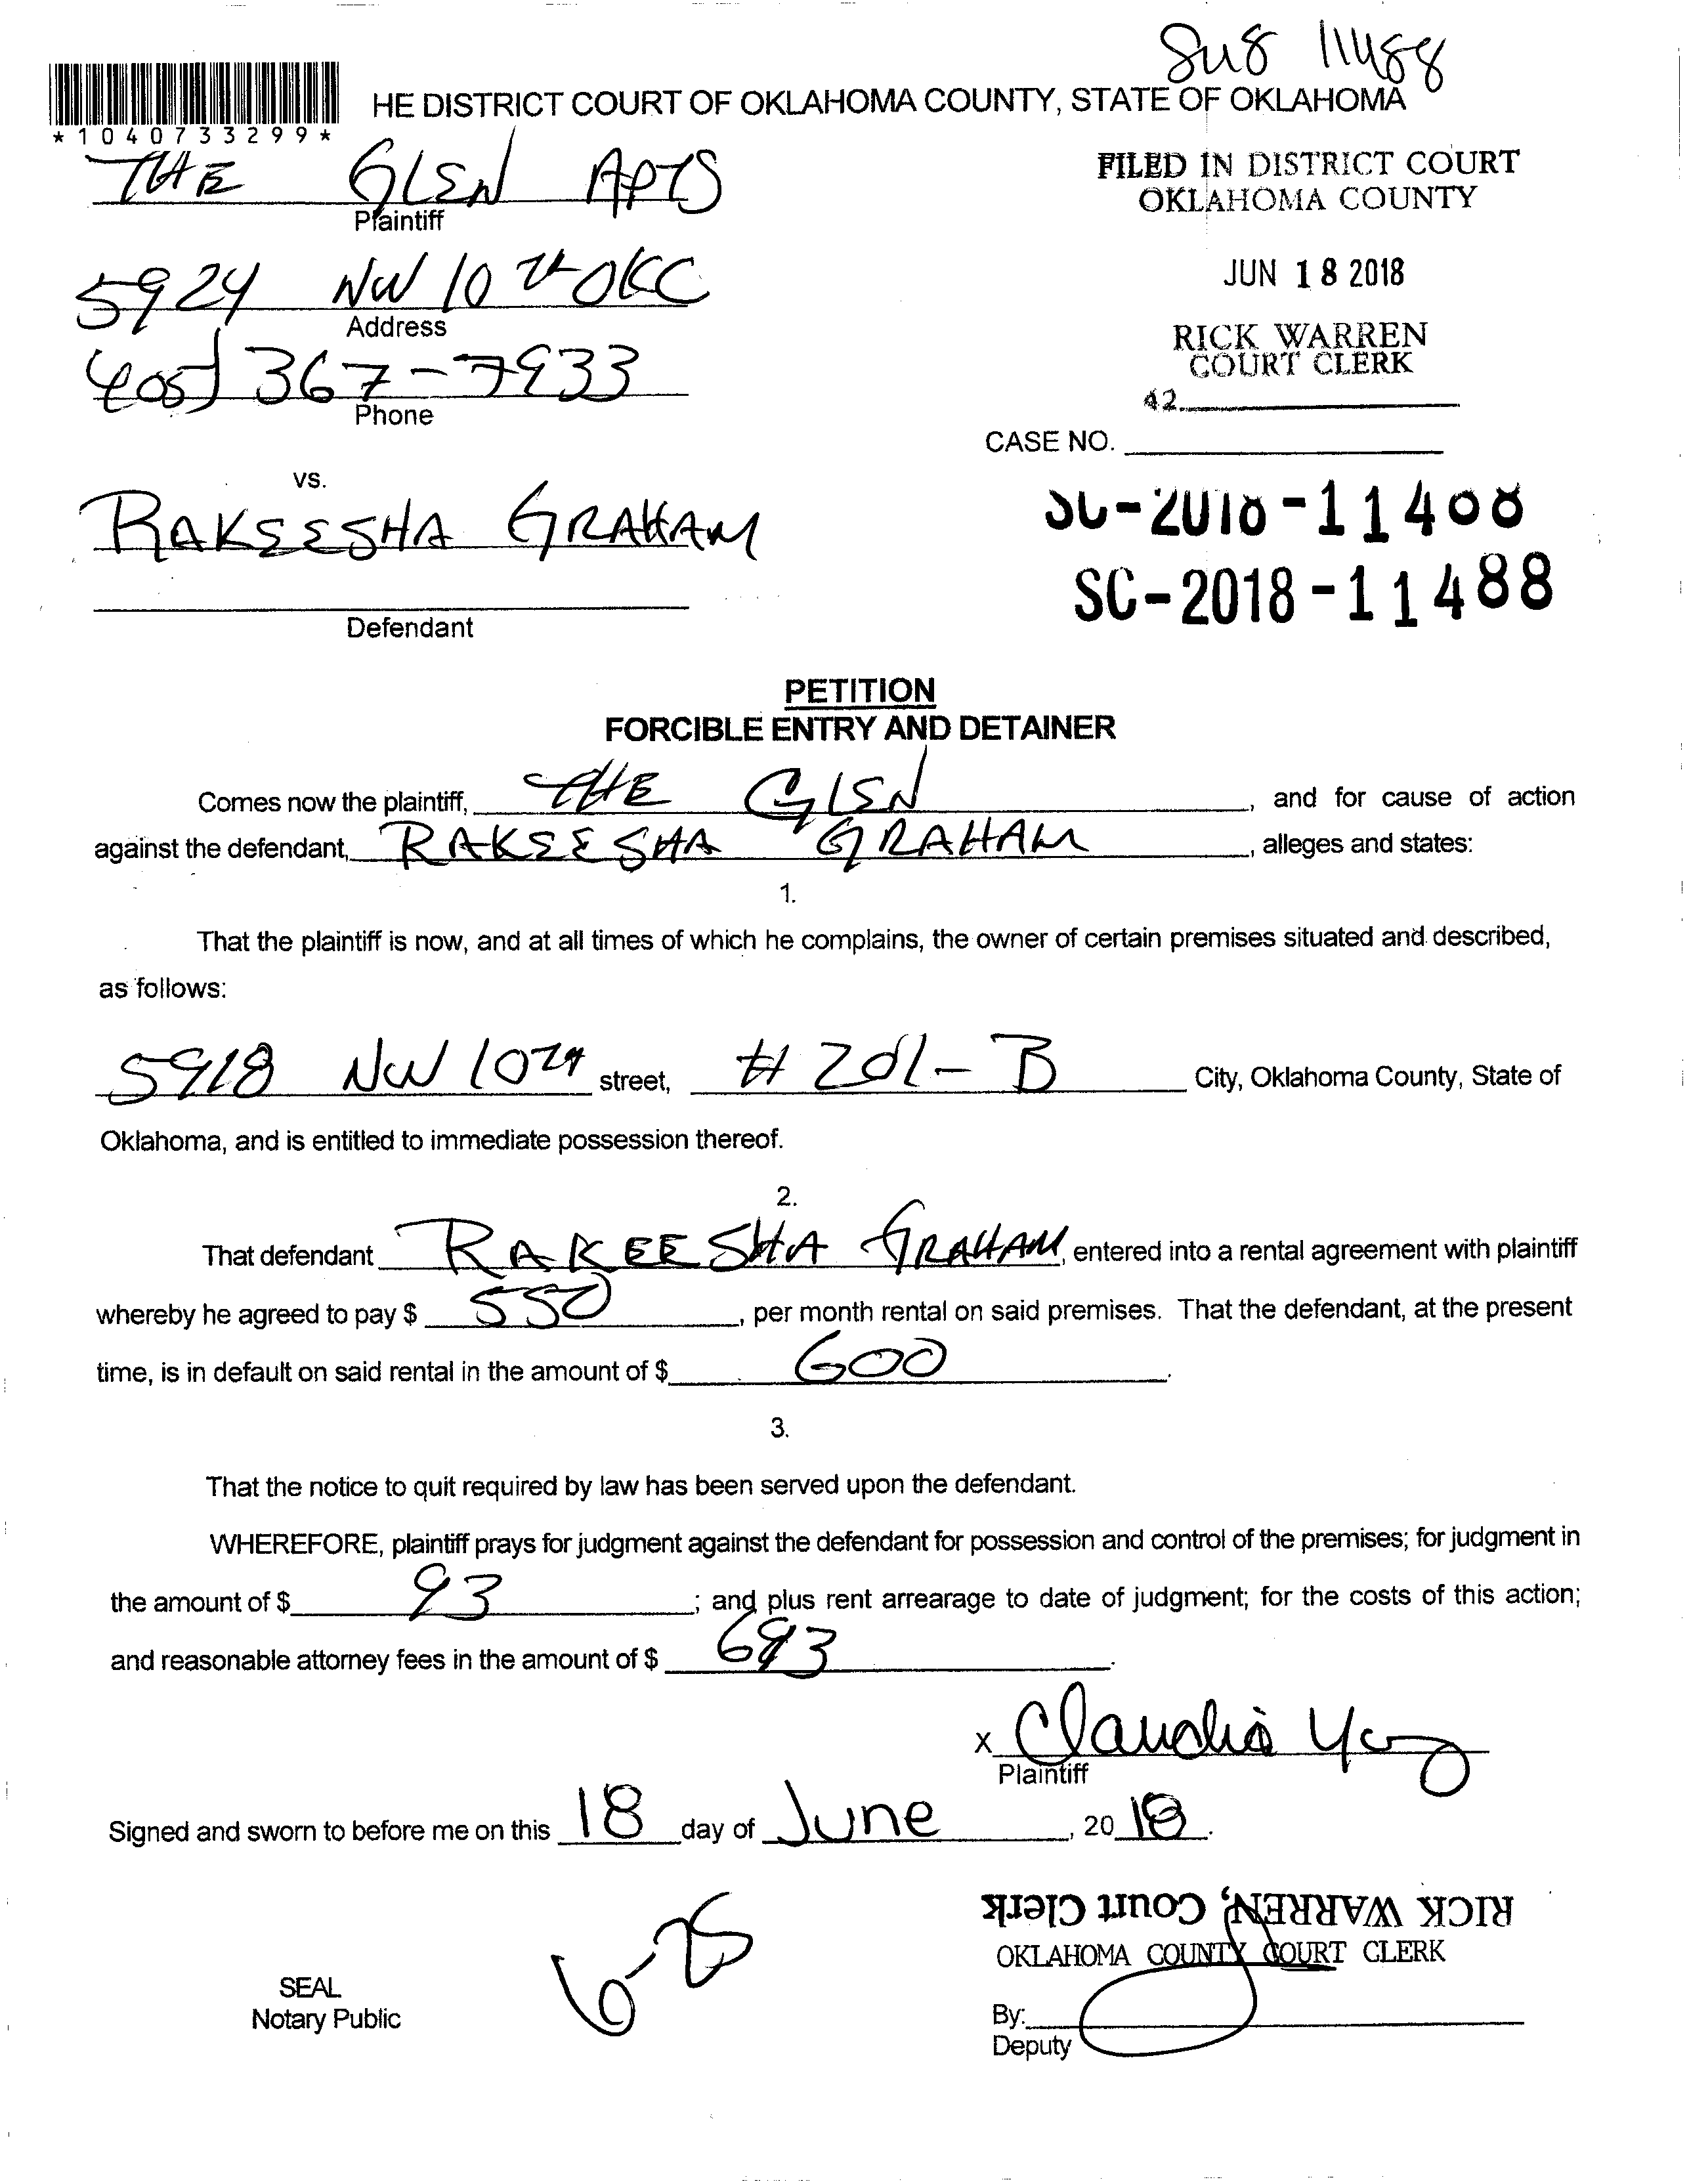 11488
*1040733299*
HE DISTRICT COURT OF OKLAHOMA COUNTY, STATE OF OKLAHOMA
THE GLEN APTS
Plaintiff
FILED IN DISTRICT COURT
OKLAHOMA COUNTY
5924 NW 10th OKC
Address
JUN 18 2018
405) 367-7933
Phone
RICK WARREN
COURT CLERK
42
CASE NO.
vs.
RAKEESHA GRAHAM
Defendant
SC-2018-11488
SC-2018-11488
PETITION
FORCIBLE ENTRY AND DETAINER
Comes now the plaintiff, THE GLEN, and for cause of action
against the defendant, RAKEESHA GRAHAM, alleges and states:
1.
That the plaintiff is now, and at all times of which he complains, the owner of certain premises situated and described,
as follows:
5918 NW 10th street, # 201-B City, Oklahoma County, State of
Oklahoma, and is entitled to immediate possession thereof.
2.
That defendant RAKEESHA GRAHAM, entered into a rental agreement with plaintiff
whereby he agreed to pay $ 550, per month rental on said premises. That the defendant, at the present
time, is in default on said rental in the amount of $ 600.
3.
That the notice to quit required by law has been served upon the defendant.
WHEREFORE, plaintiff prays for judgment against the defendant for possession and control of the premises; for judgment in
the amount of $ 93; and plus rent arrearage to date of judgment; for the costs of this action;
and reasonable attorney fees in the amount of $ 693.
x Claudia
Plaintiff
Signed and sworn to before me on this 18 day of June, 2018.
RICK WARREN, Court Clerk
OKLAHOMA COUNTY COURT CLERK
6-25
SEAL
Notary Public
By:
Deputy